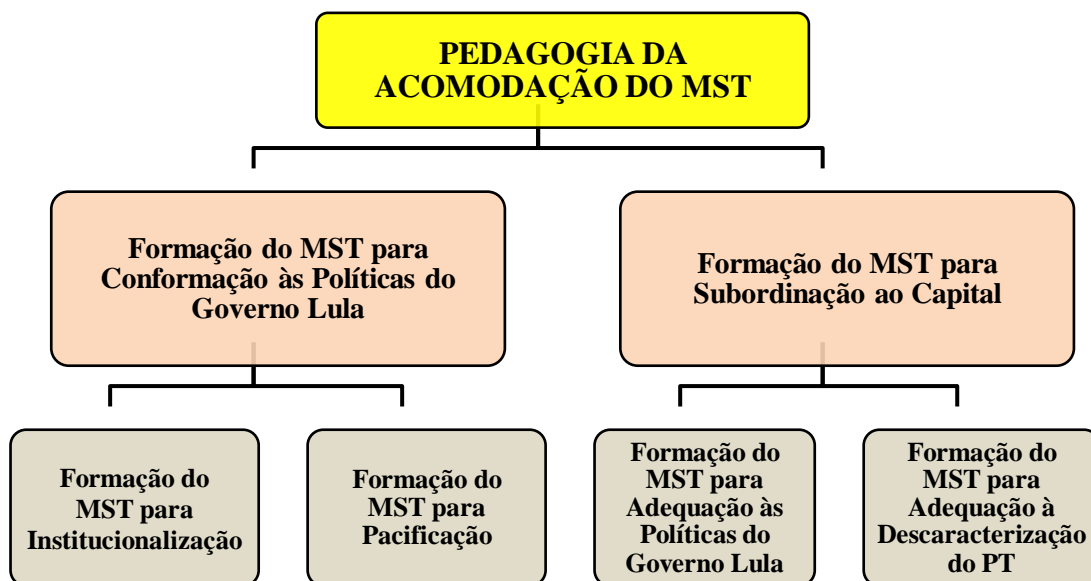 PEDAGOGIA DA
ACOMODAÇÃO DO MST
Formação do MST para
Conformação às Políticas do
Governo Lula
Formação do MST para
Subordinação ao Capital
Formação do
MST para
Institucionalização
Formação do
MST para
Pacificação
Formação do
MST para
Adequação às
Políticas do
Governo Lula
Formação do
MST para
Adequação à
Descaracterização
do PT